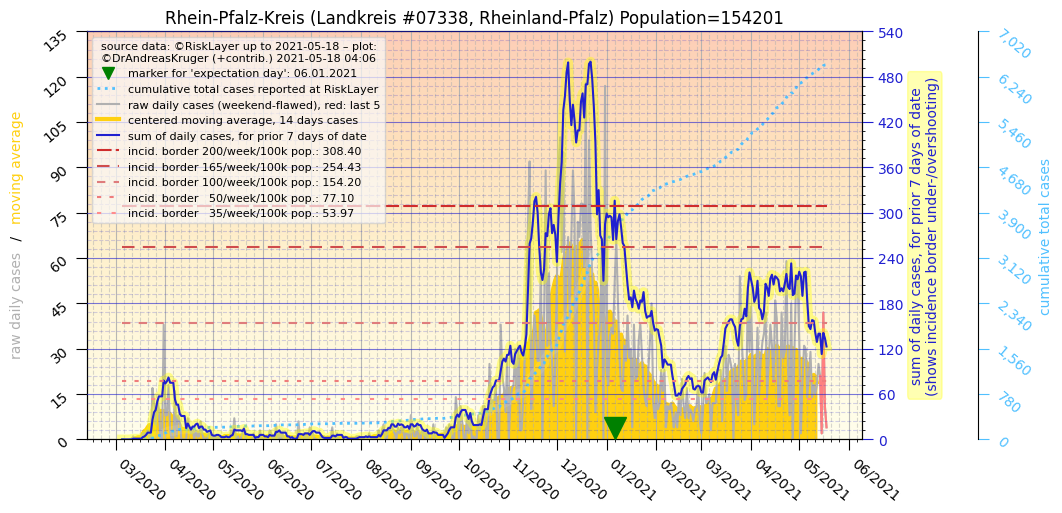 Rhein-Pfalz-Kreis (Landkreis #07338, Rheinland-Pfalz) Population=154201
source data: ©RiskLayer up to 2021-05-18 – plot:
©DrAndreasKruger (+contrib.) 2021-05-18 04:06
marker for 'expectation day': 06.01.2021
cumulative total cases reported at RiskLayer
raw daily cases (weekend-flawed), red: last 5
centered moving average, 14 days cases
sum of daily cases, for prior 7 days of date
incid. border 200/week/100k pop.: 308.40
incid. border 165/week/100k pop.: 254.43
incid. border 100/week/100k pop.: 154.20
incid. border   50/week/100k pop.: 77.10
incid. border   35/week/100k pop.: 53.97
raw daily cases / moving average
135
120
105
90
75
60
45
30
15
0
03/2020
04/2020
05/2020
06/2020
07/2020
08/2020
09/2020
10/2020
11/2020
12/2020
01/2021
02/2021
03/2021
04/2021
05/2021
06/2021
540
480
420
360
300
240
180
120
60
0
sum of daily cases, for prior 7 days of date
(shows incidence border under-/overshooting)
7,020
6,240
5,460
4,680
3,900
3,120
2,340
1,560
780
0
cumulative total cases